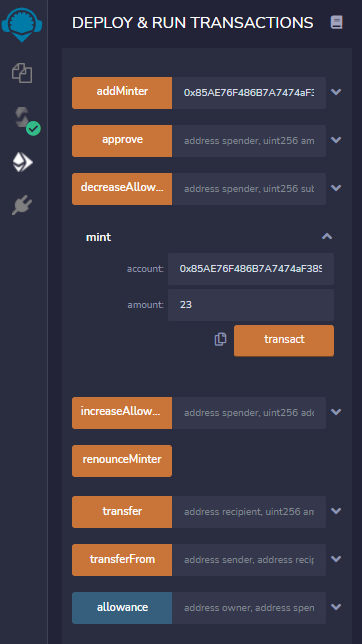 DEPLOY & RUN TRANSACTIONS
addMinter 0x85AE76F486B7A7474aF3
approve address spender, uint256 am
decreaseAllow... address spender, uint256 sub
mint
account: 0x85AE76F486B7A7474aF389
amount: 23
transact
increaseAllow... address spender, uint256 add
renounceMinter
transfer address recipient, uint256 am
transferFrom address sender, address recip
allowance address owner, address spen